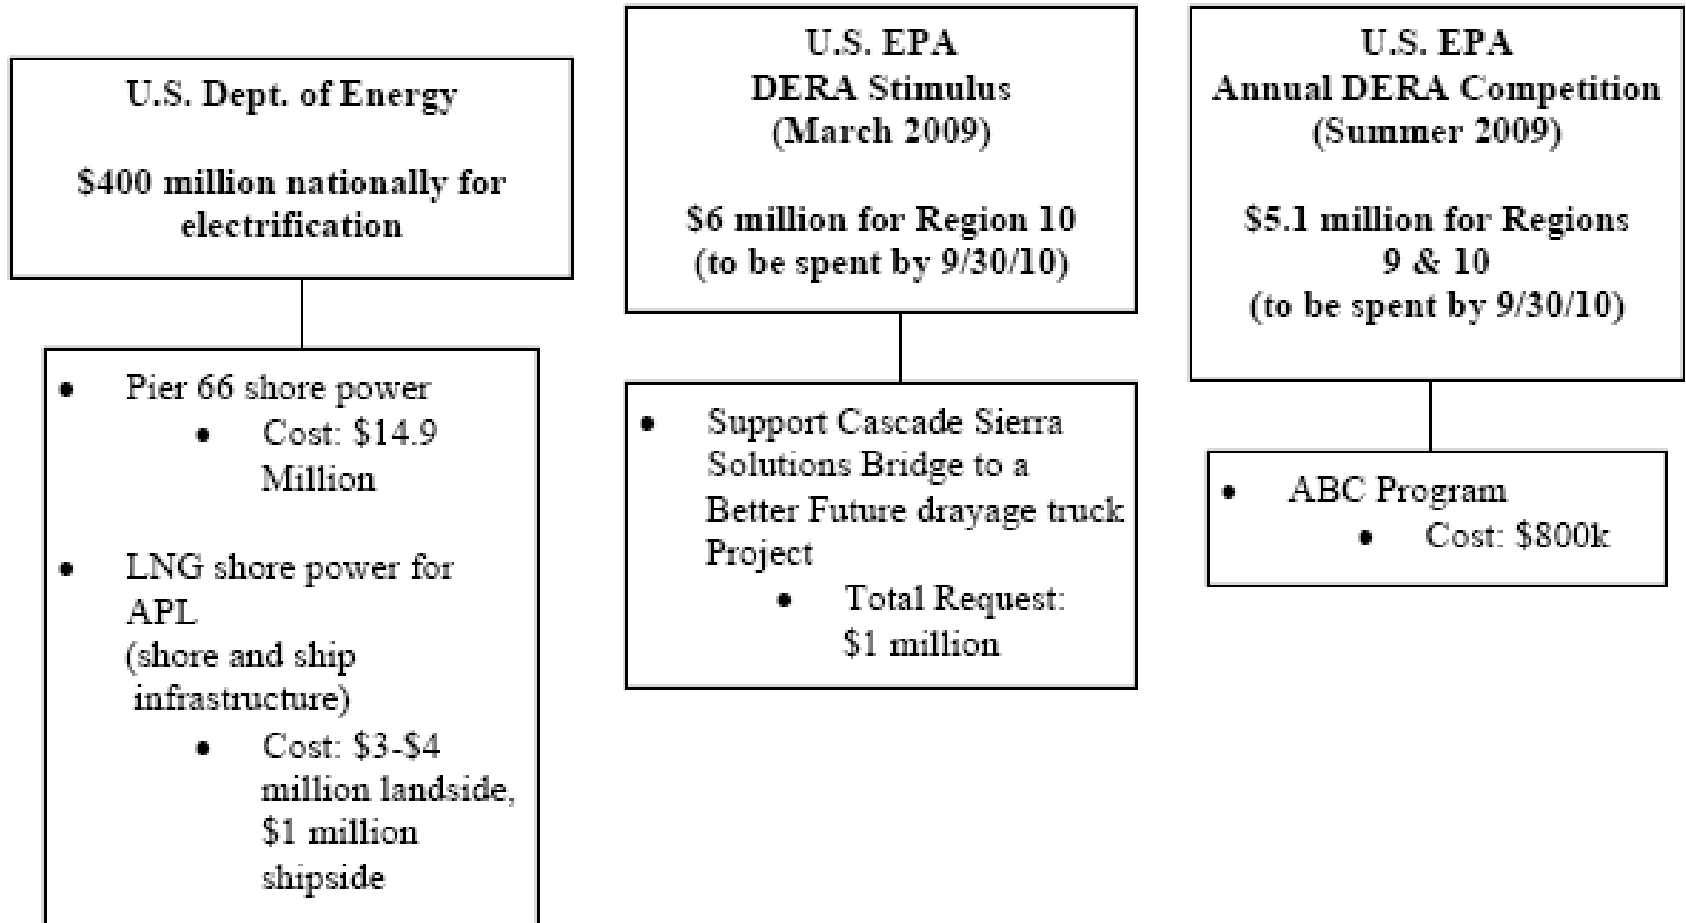 U.S. Dept. of Energy
$400 million nationally for
electrification
• Pier 66 shore power
• Cost: $14.9
Million
• LNG shore power for
APL
(shore and ship
infrastructure)
• Cost: $3-$4
million landside,
$1 million
shipside
U.S. EPA
DERA Stimulus
(March 2009)
$6 million for Region 10
(to be spent by 9/30/10)
• Support Cascade Sierra
Solutions Bridge to a
Better Future drayage truck
Project
• Total Request:
$1 million
U.S. EPA
Annual DERA Competition
(Summer 2009)
$5.1 million for Regions
9 & 10
(to be spent by 9/30/10)
• ABC Program
• Cost: $800k